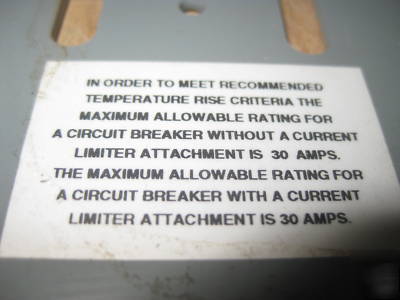 IN ORDER TO MEET RECOMMENDED
TEMPERATURE RISE CRITERIA THE
MAXIMUM ALLOWABLE RATING FOR
A CIRCUIT BREAKER WITHOUT A CURRENT
LIMITER ATTACHMENT IS 30 AMPS.
THE MAXIMUM ALLOWABLE RATING FOR
A CIRCUIT BREAKER WITH A CURRENT
LIMITER ATTACHMENT IS 30 AMPS.